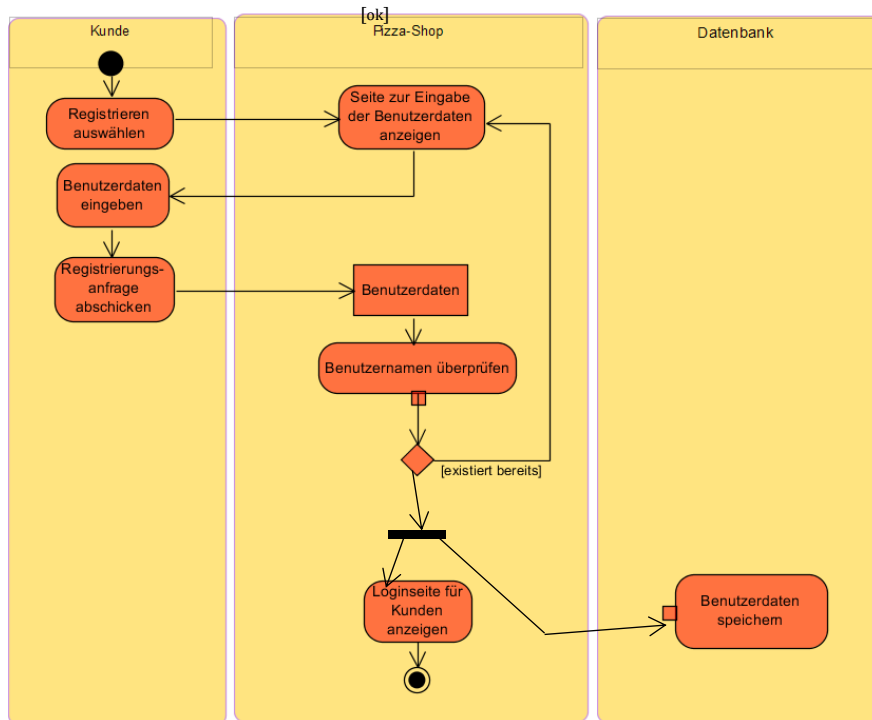 [ok]
Kunde
Pizza-Shop
Datenbank
Registrieren
auswählen
Seite zur Eingabe
der Benutzerdaten
anzeigen
Benutzerdaten
eingeben
Registrierungs-
anfrage
abschicken
Benutzerdaten
Benutzernamen überprüfen
[existiert bereits]
Loginseite für
Kunden
anzeigen
Benutzerdaten
speichern